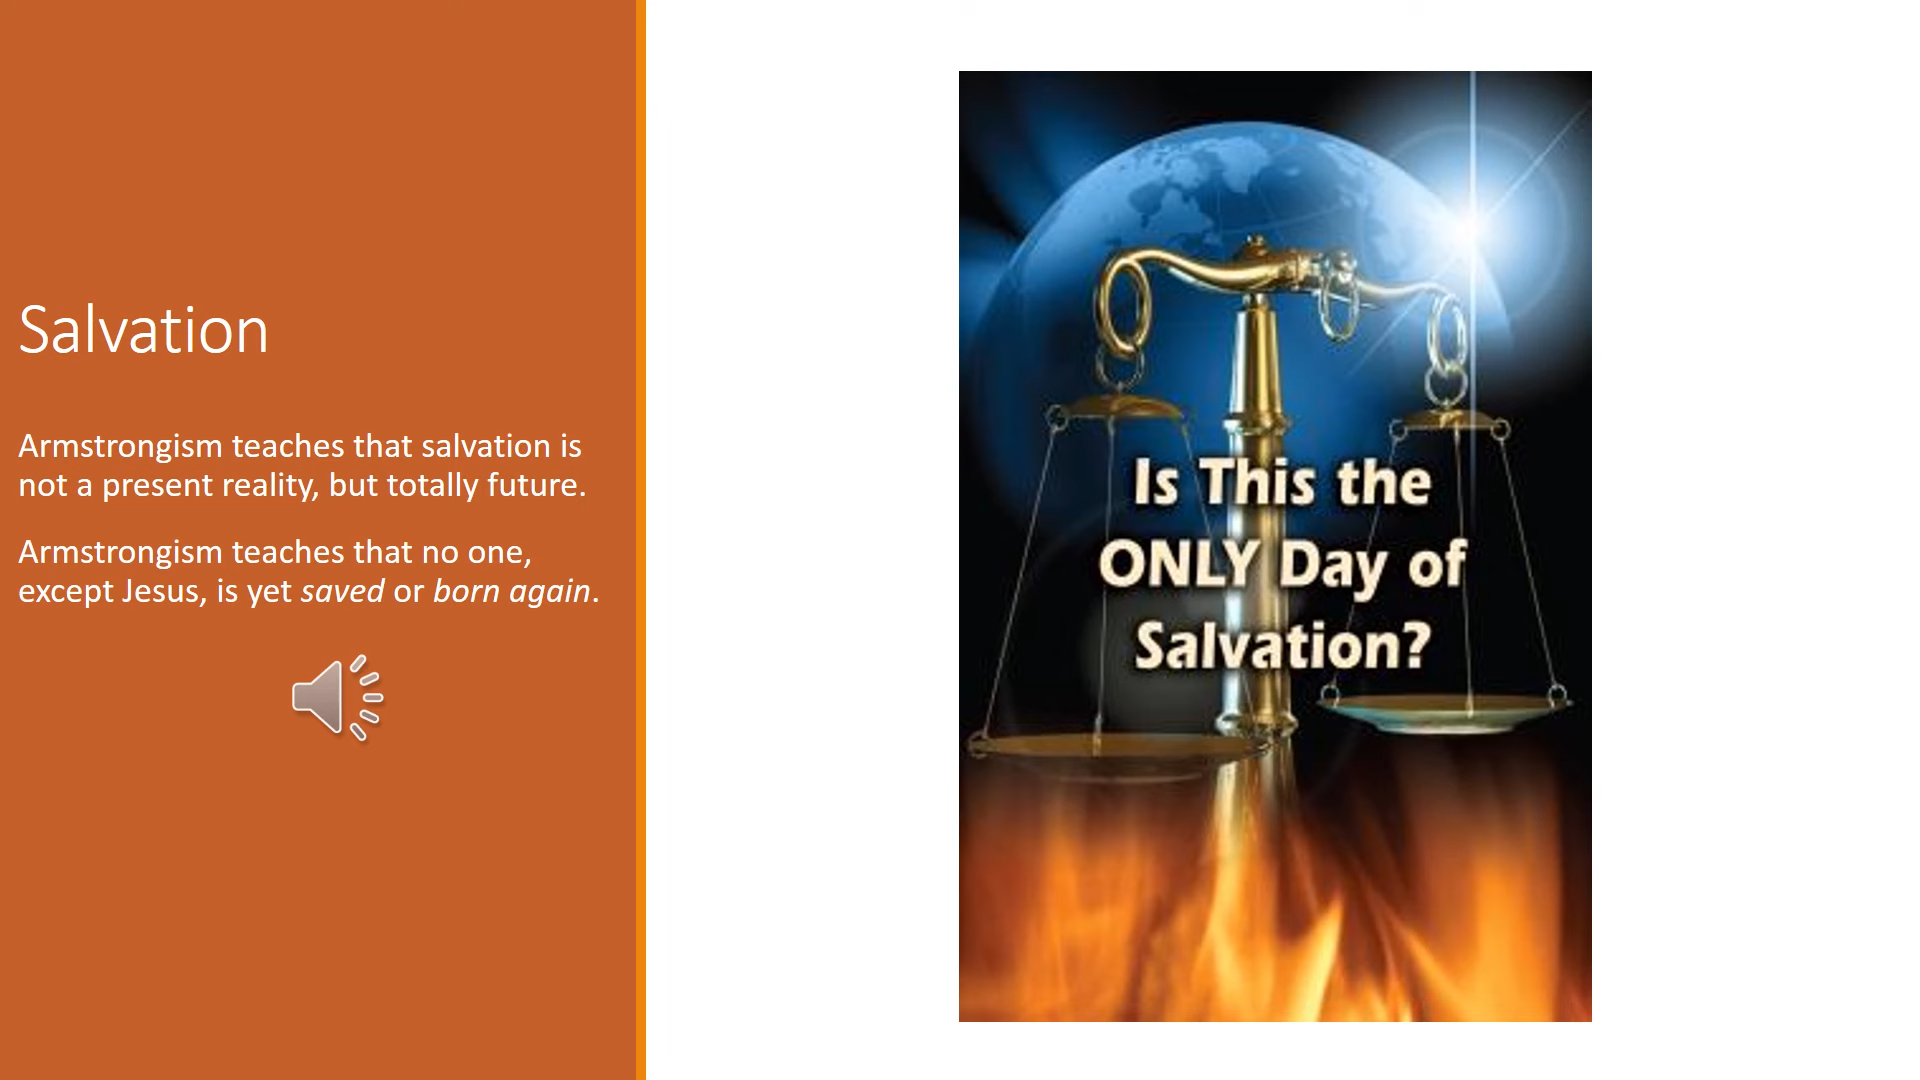 Salvation
Armstrongism teaches that salvation is
not a present reality, but totally future.
Armstrongism teaches that no one,
except Jesus, is yet saved or born again.
Is This the
ONLY Day of
Salvation?